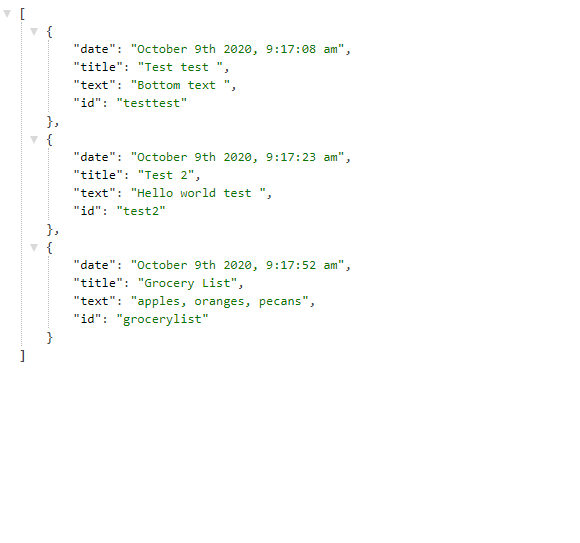 [
{
"date": "October 9th 2020, 9:17:08 am",
"title": "Test test ",
"text": "Bottom text ",
"id": "testtest"
},
{
"date": "October 9th 2020, 9:17:23 am",
"title": "Test 2",
"text": "Hello world test ",
"id": "test2"
},
{
"date": "October 9th 2020, 9:17:52 am",
"title": "Grocery List",
"text": "apples, oranges, pecans",
"id": "grocerylist"
}
]